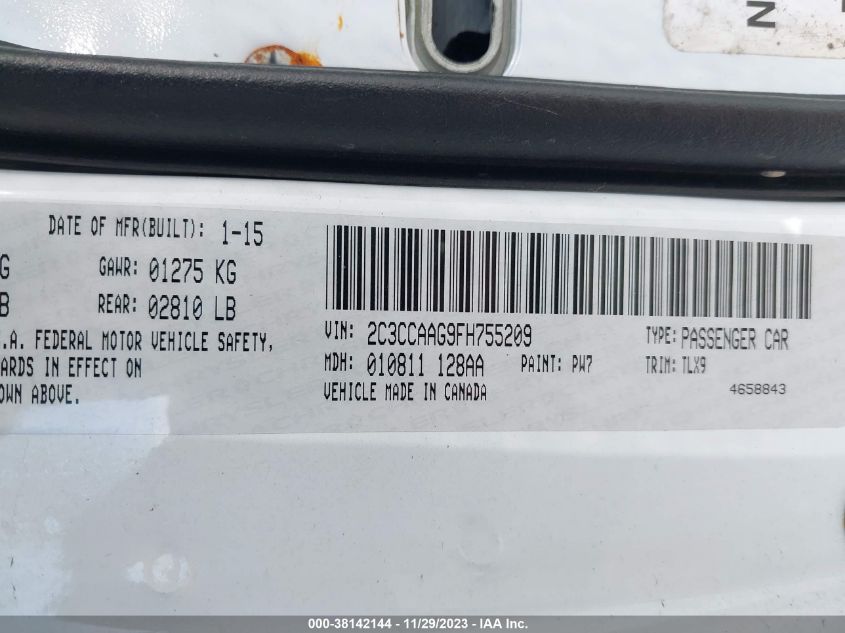 N
DATE OF MFR(BUILT): 1-15
G GAWR: 01275 KG
B REAR: 02810 LB
.A. FEDERAL MOTOR VEHICLE SAFETY,
ARDS IN EFFECT ON
OWN ABOVE.
VIN: 2C3CCAAG9FH755209 TYPE: PASSENGER CAR
MDH: 010811 128AA PAINT: PW7 TRIM: TLX9
VEHICLE MADE IN CANADA 4658843
000-38142144 - 11/29/2023 - IAA Inc.